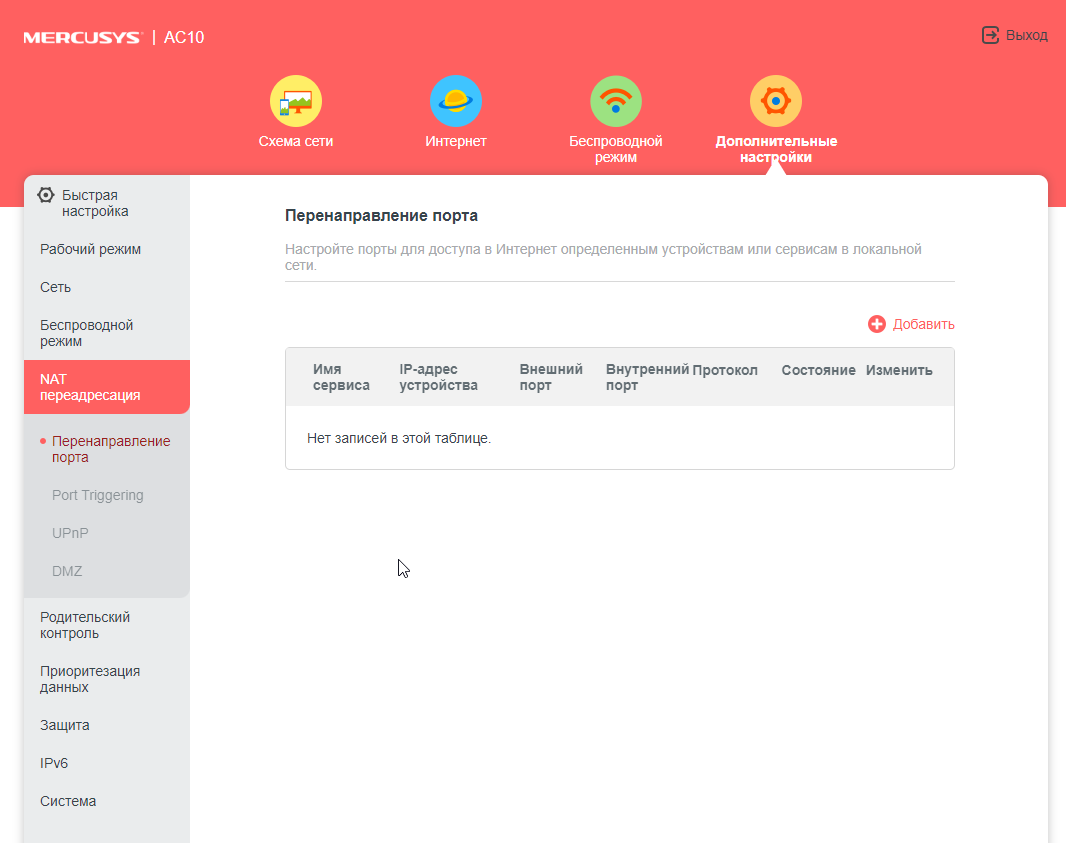 MERCUSYS | AC10
Выход
Схема сети
Интернет
Беспроводной
режим
Дополнительные
настройки
Быстрая
настройка
Рабочий режим
Сеть
Беспроводной
режим
NAT
переадресация
Перенаправление
порта
Port Triggering
UPnP
DMZ
Родительский
контроль
Приоритезация
данных
Защита
IPv6
Система
Перенаправление порта
Настройте порты для доступа в Интернет определенным устройствам или сервисам в локальной
сети.
Добавить
Имя
сервиса
IP-адрес
устройства
Внешний
порт
Внутренний
порт
Протокол
Состояние
Изменить
Нет записей в этой таблице.